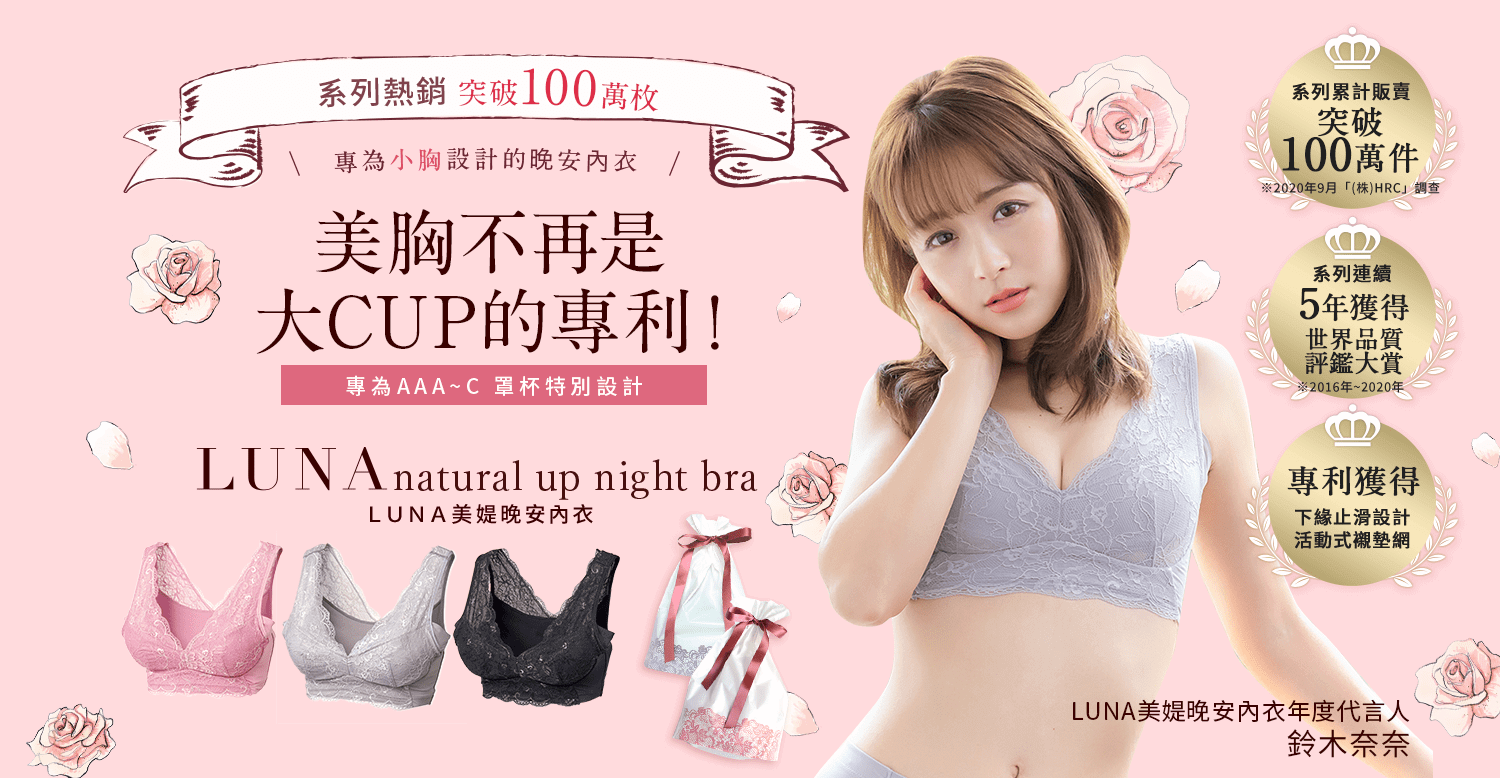 系列熱銷 突破100萬枚
專為小胸設計的晚安內衣
美胸不再是
大CUP的專利！
專為AAA~C 罩杯特別設計
LUNA natural up night bra
LUNA美媞晚安內衣
系列累計販賣
突破
100萬件
※2020年9月「(株)HRC」調查
系列連續
5年獲得
世界品質
評鑑大賞
※2016年~2020年
專利獲得
下緣止滑設計
活動式襯墊網
LUNA美媞晚安內衣年度代言人
鈴木奈奈